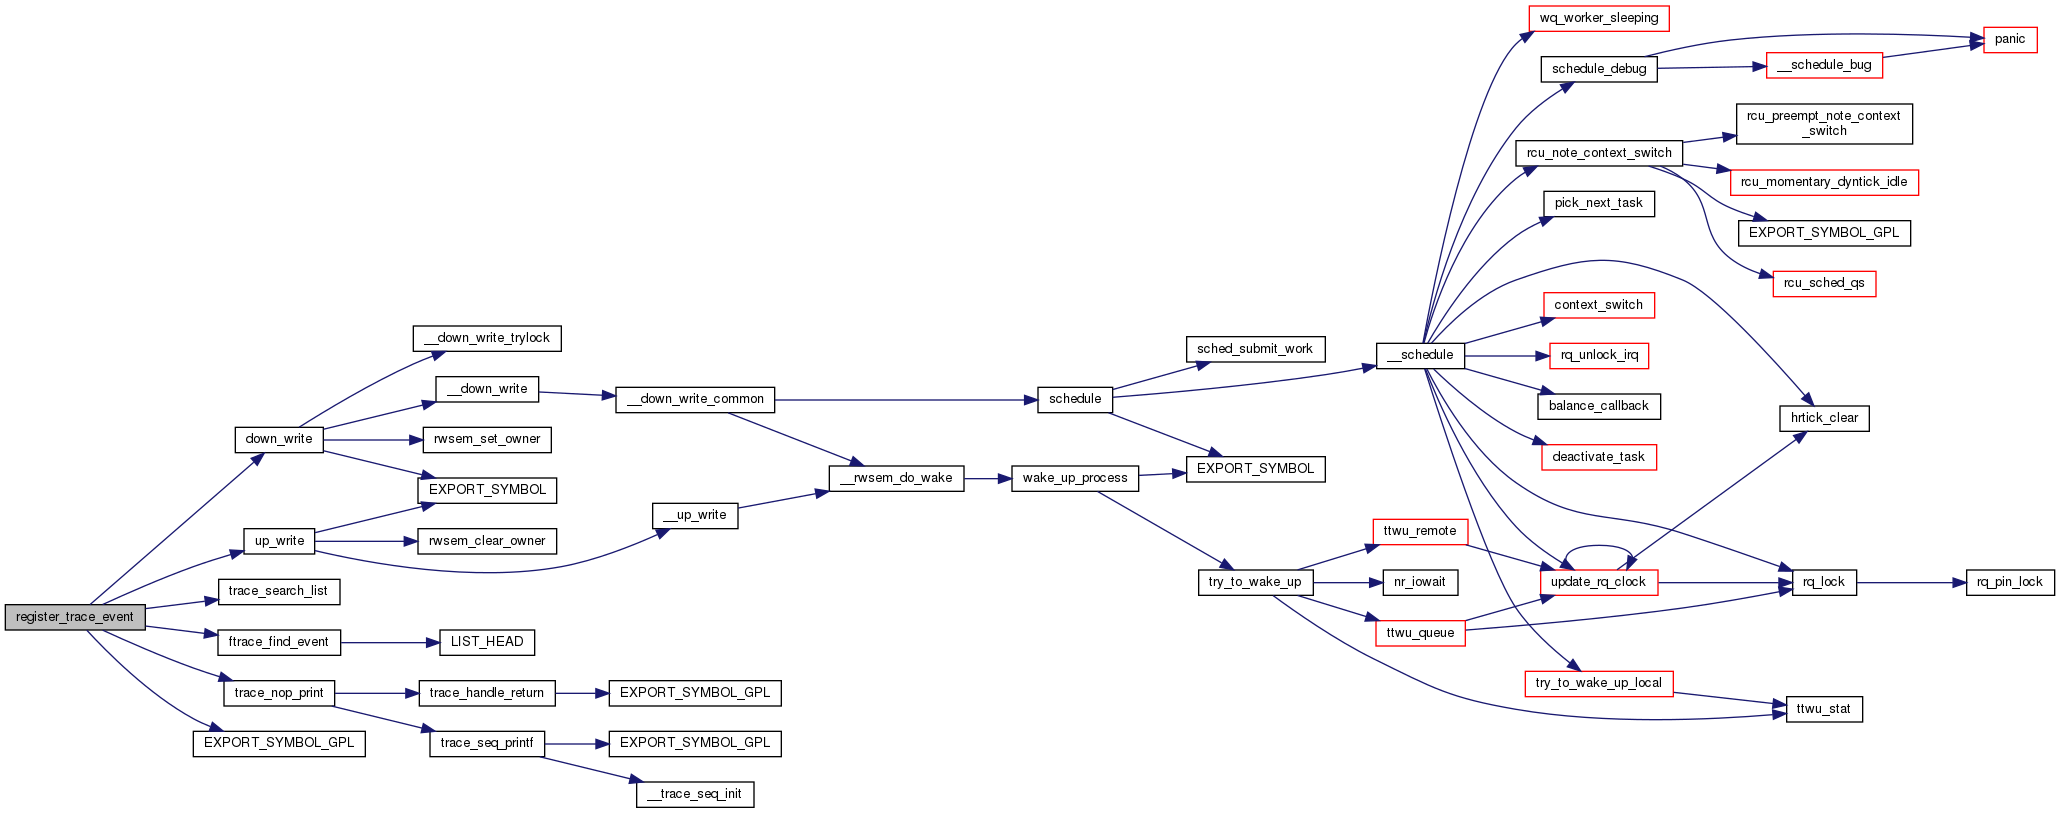 register_trace_event
down_write
up_write
trace_search_list
ftrace_find_event
trace_nop_print
EXPORT_SYMBOL_GPL
__down_write_trylock
__down_write
rwsem_set_owner
EXPORT_SYMBOL
rwsem_clear_owner
LIST_HEAD
trace_handle_return
trace_seq_printf
__down_write_common
__up_write
EXPORT_SYMBOL_GPL
EXPORT_SYMBOL_GPL
__trace_seq_init
__rwsem_do_wake
schedule
wake_up_process
sched_submit_work
EXPORT_SYMBOL
try_to_wake_up
__schedule
ttwu_remote
nr_iowait
ttwu_queue
wq_worker_sleeping
schedule_debug
rcu_note_context_switch
pick_next_task
context_switch
rq_unlock_irq
balance_callback
deactivate_task
update_rq_clock
try_to_wake_up_local
__schedule_bug
rcu_preempt_note_context
_switch
rcu_momentary_dyntick_idle
EXPORT_SYMBOL_GPL
rcu_sched_qs
hrtick_clear
rq_lock
ttwu_stat
panic
rq_pin_lock